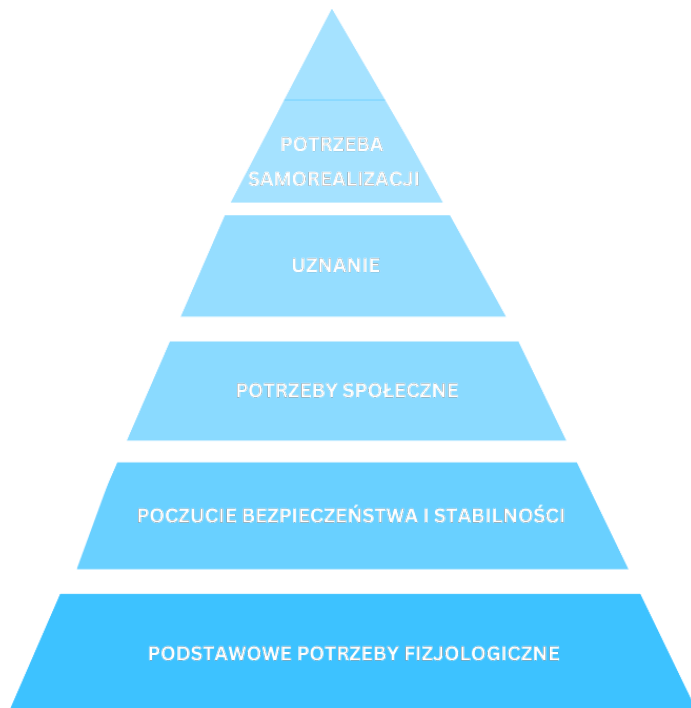 POTRZEBA
SAMOREALIZACJI
UZNANIE
POTRZEBY SPOŁECZNE
POCZUCIE BEZPIECZEŃSTWA I STABILNOŚCI
PODSTAWOWE POTRZEBY FIZJOLOGICZNE